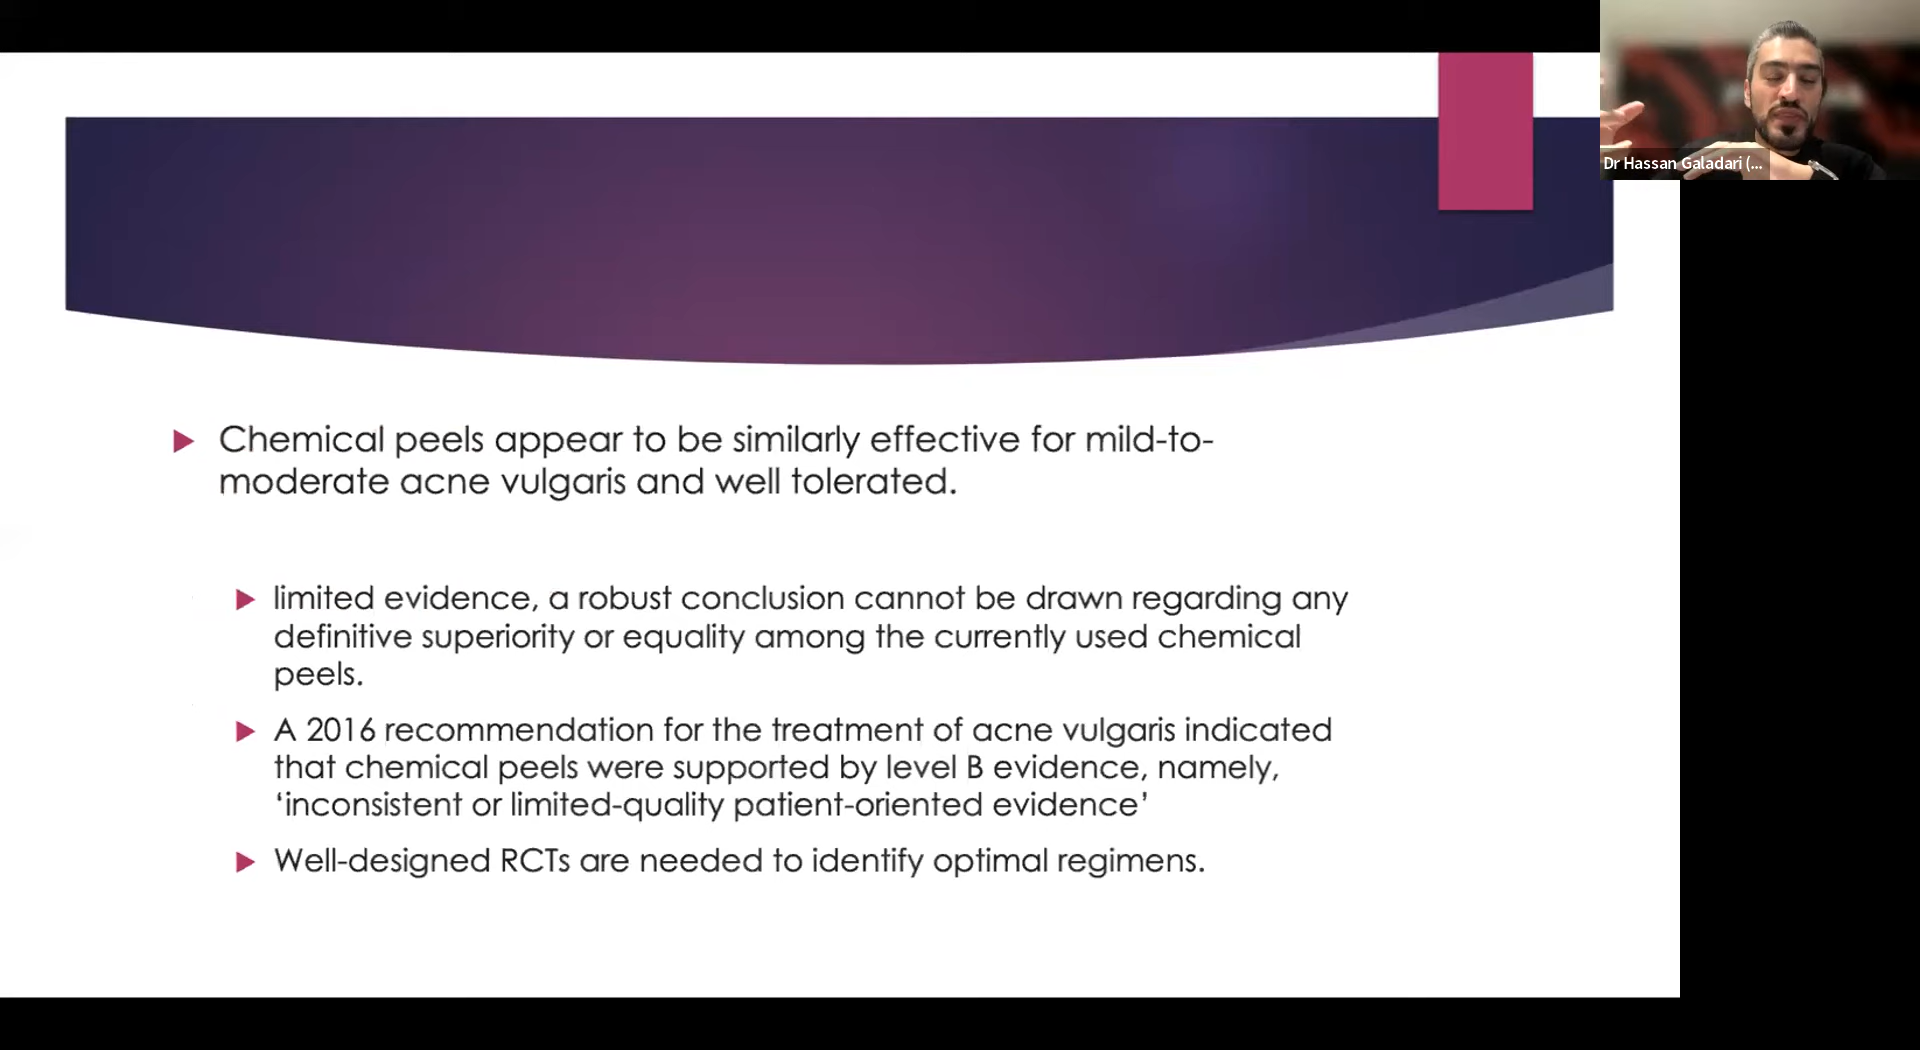 Dr Hassan Galadari (...
Chemical peels appear to be similarly effective for mild-to-
moderate acne vulgaris and well tolerated.
limited evidence, a robust conclusion cannot be drawn regarding any
definitive superiority or equality among the currently used chemical
peels.
A 2016 recommendation for the treatment of acne vulgaris indicated
that chemical peels were supported by level B evidence, namely,
‘inconsistent or limited-quality patient-oriented evidence’
Well-designed RCTs are needed to identify optimal regimens.